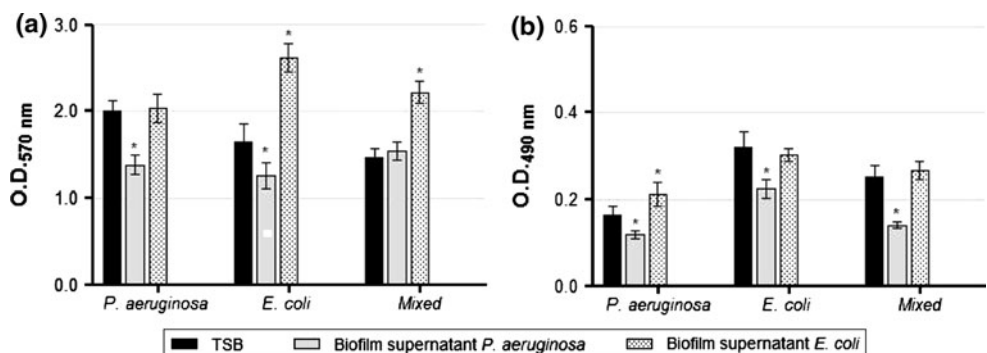 (a)
O.D.570 nm
3.0
2.0
1.0
0.0
*
*
*
*
P. aeruginosa
E. coli
Mixed
(b)
O.D.490 nm
0.6
0.4
0.2
0.0
*
*
*
*
P. aeruginosa
E. coli
Mixed
TSB
Biofilm supernatant P. aeruginosa
Biofilm supernatant E. coli